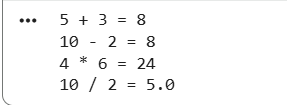 5 + 3 = 8
10 - 2 = 8
4 * 6 = 24
10 / 2 = 5.0